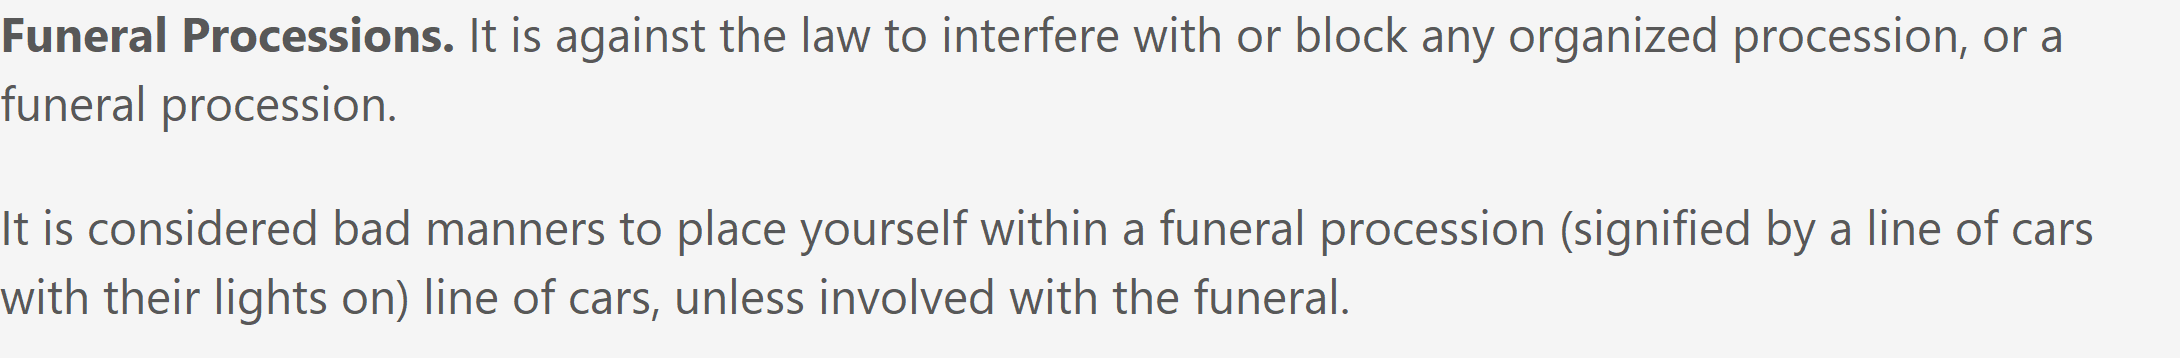 Funeral Processions. It is against the law to interfere with or block any organized procession, or a
funeral procession.
It is considered bad manners to place yourself within a funeral procession (signified by a line of cars
with their lights on) line of cars, unless involved with the funeral.